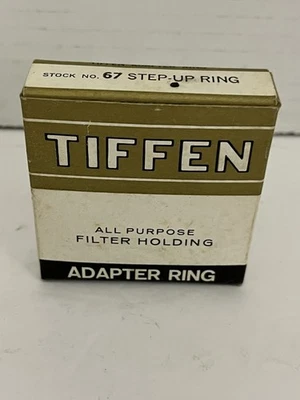 STOCK NO. 67 STEP-UP RING
TIFFEN
ALL PURPOSE
FILTER HOLDING
ADAPTER RING